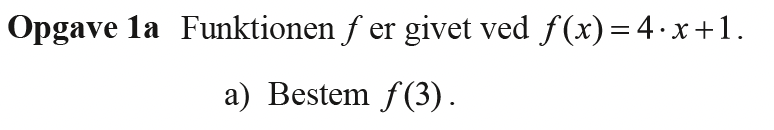 Opgave 1a Funktionen f er givet ved f(x) = 4 · x + 1.
a) Bestem f(3).